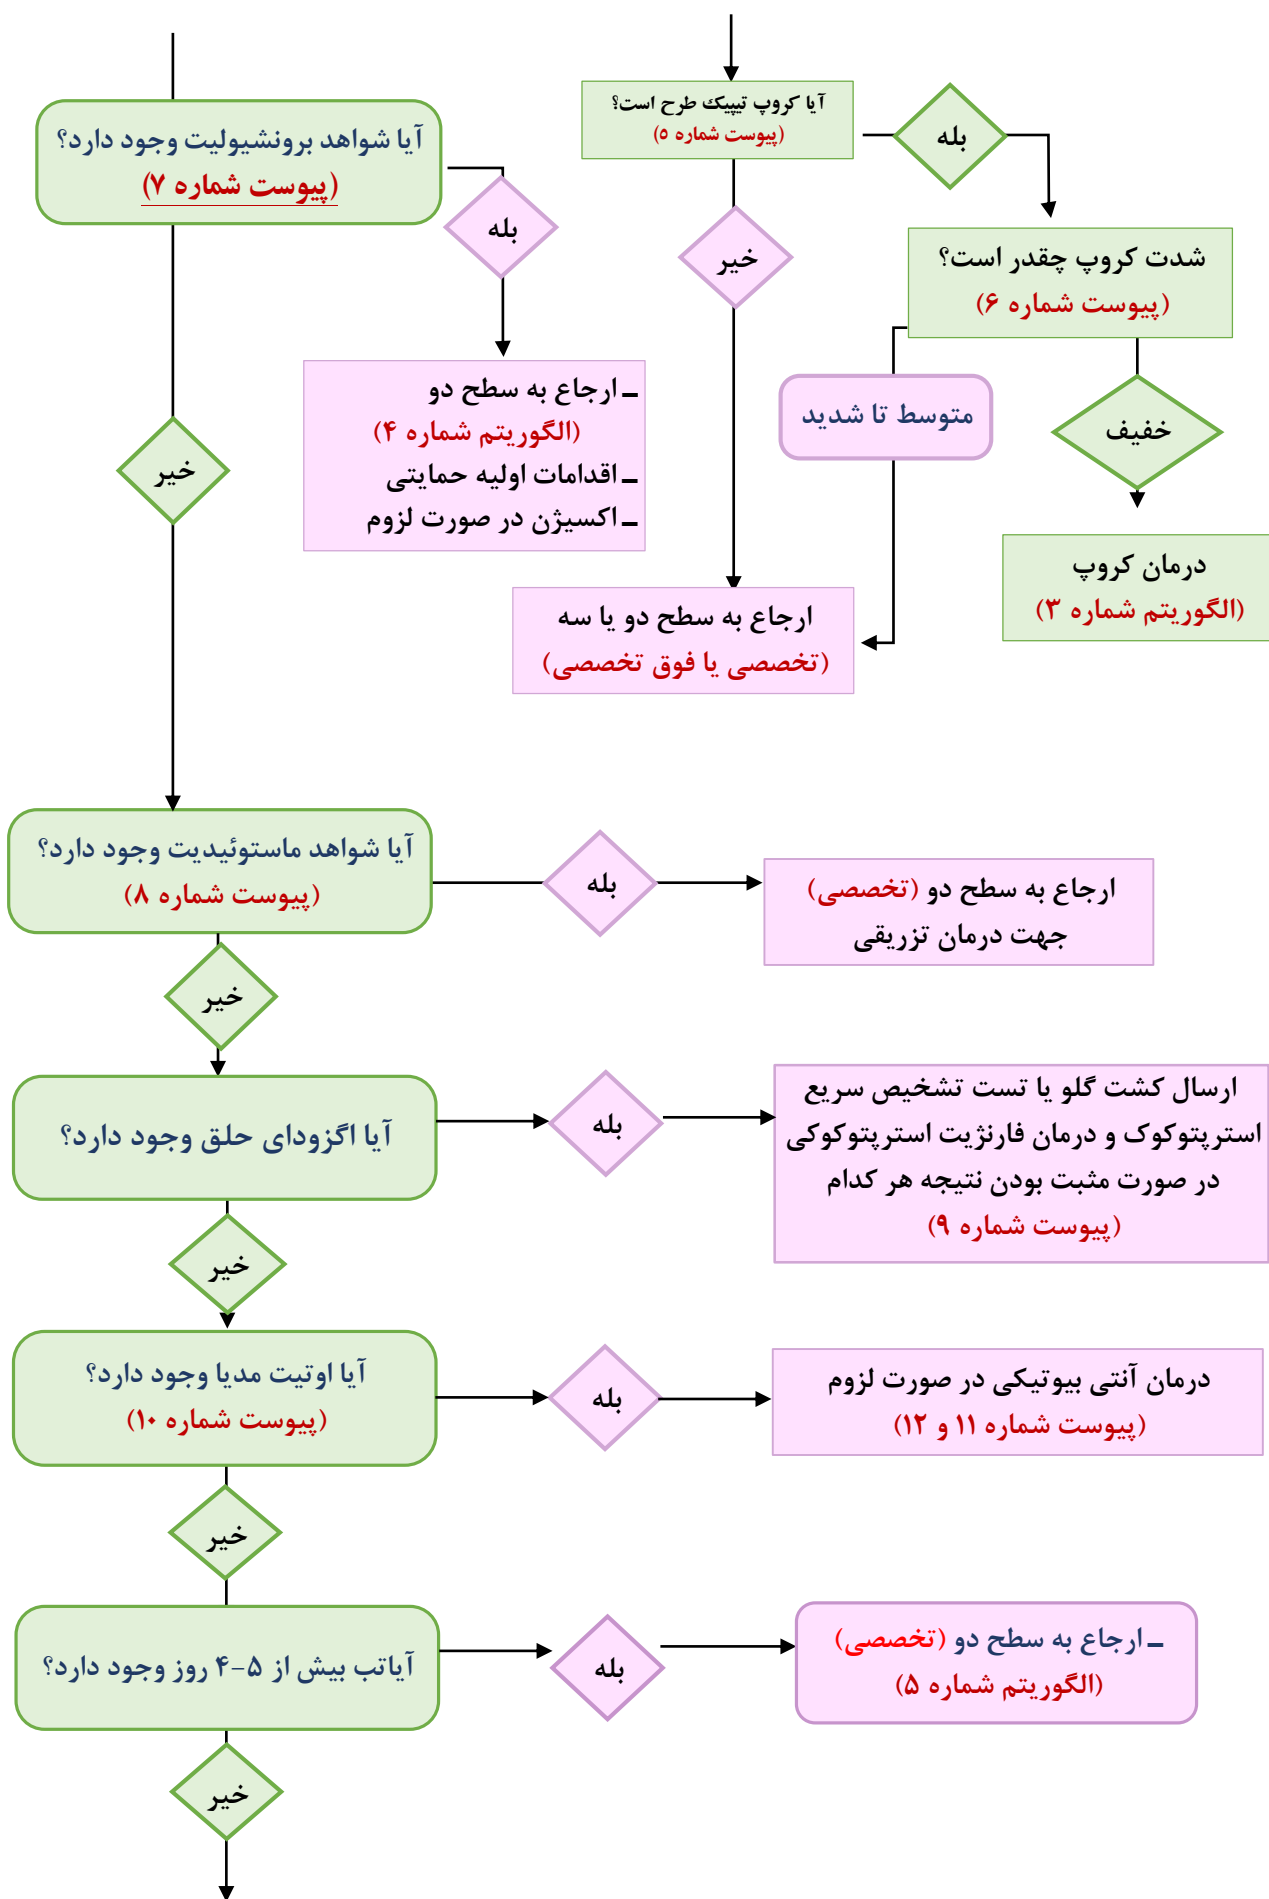 آیا کروپ تیپیک طرح است؟
(پیوست شماره ۵)
بله
خیر
شدت کروپ چقدر است؟
(پیوست شماره ۶)
متوسط تا شدید
خفیف
درمان کروپ
(الگوریتم شماره ۳)
ارجاع به سطح دو یا سه
(تخصصی یا فوق تخصصی)
آیا شواهد برونشیولیت وجود دارد؟
(پیوست شماره ۷)
بله
ـ ارجاع به سطح دو
(الگوریتم شماره ۴)
ـ اقدامات اولیه حمایتی
ـ اکسیژن در صورت لزوم
خیر
آیا شواهد ماستوئیدیت وجود دارد؟
(پیوست شماره ۸)
بله
ارجاع به سطح دو (تخصصی)
جهت درمان تزریقی
خیر
آیا اگزودای حلق وجود دارد؟
بله
ارسال کشت گلو یا تست تشخیص سریع
استرپتوکوک و درمان فارنژیت استرپتوکوکی
در صورت مثبت بودن نتیجه هر کدام
(پیوست شماره ۹)
خیر
آیا اوتیت مدیا وجود دارد؟
(پیوست شماره ۱۰)
بله
درمان آنتی بیوتیکی در صورت لزوم
(پیوست شماره ۱۱ و ۱۲)
خیر
آیاتب بیش از ۵-۴ روز وجود دارد؟
بله
ـ ارجاع به سطح دو (تخصصی)
(الگوریتم شماره ۵)
خیر